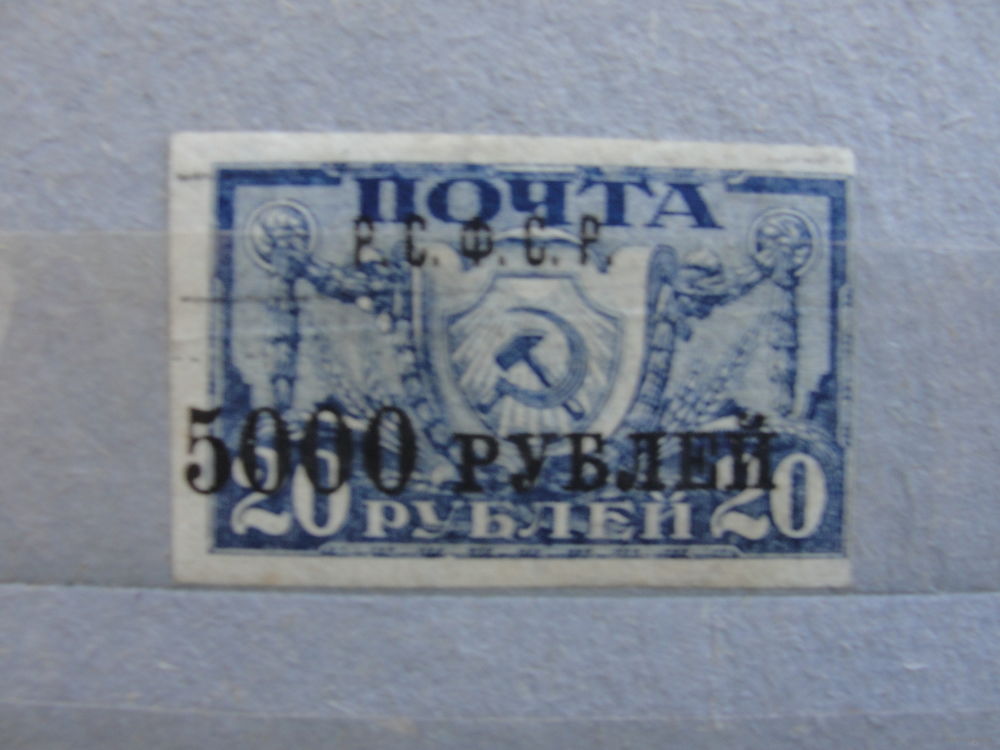 ПОЧТА
Р. С. Ф. С. Р.
5000 РУБЛЕЙ
20 РУБЛЕЙ 20